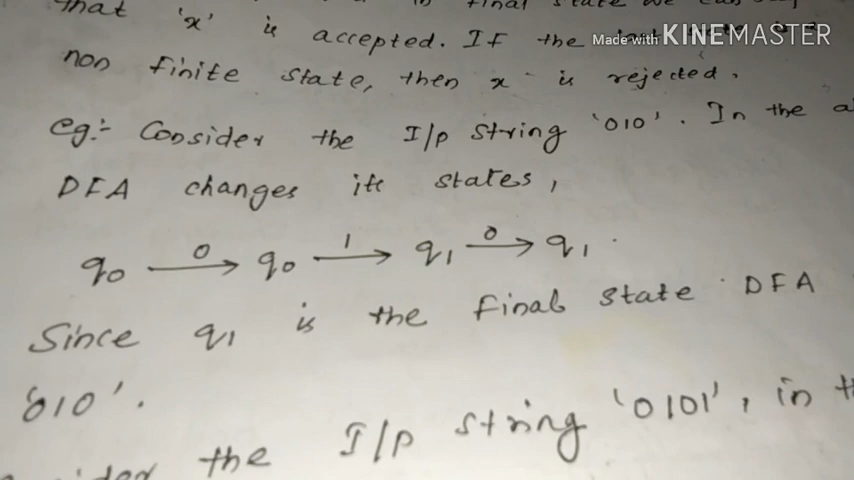 that 'x' is accepted. If the
Made with KINEMASTER
non finite state, then x is rejected.
eg:- Consider the I/p string '010'. In the a
DFA changes its states,
q0 —0→ q0 —1→ q1 —0→ q1.
Since q1 is the final state DFA
'010'.
the I/p string '0101', in th